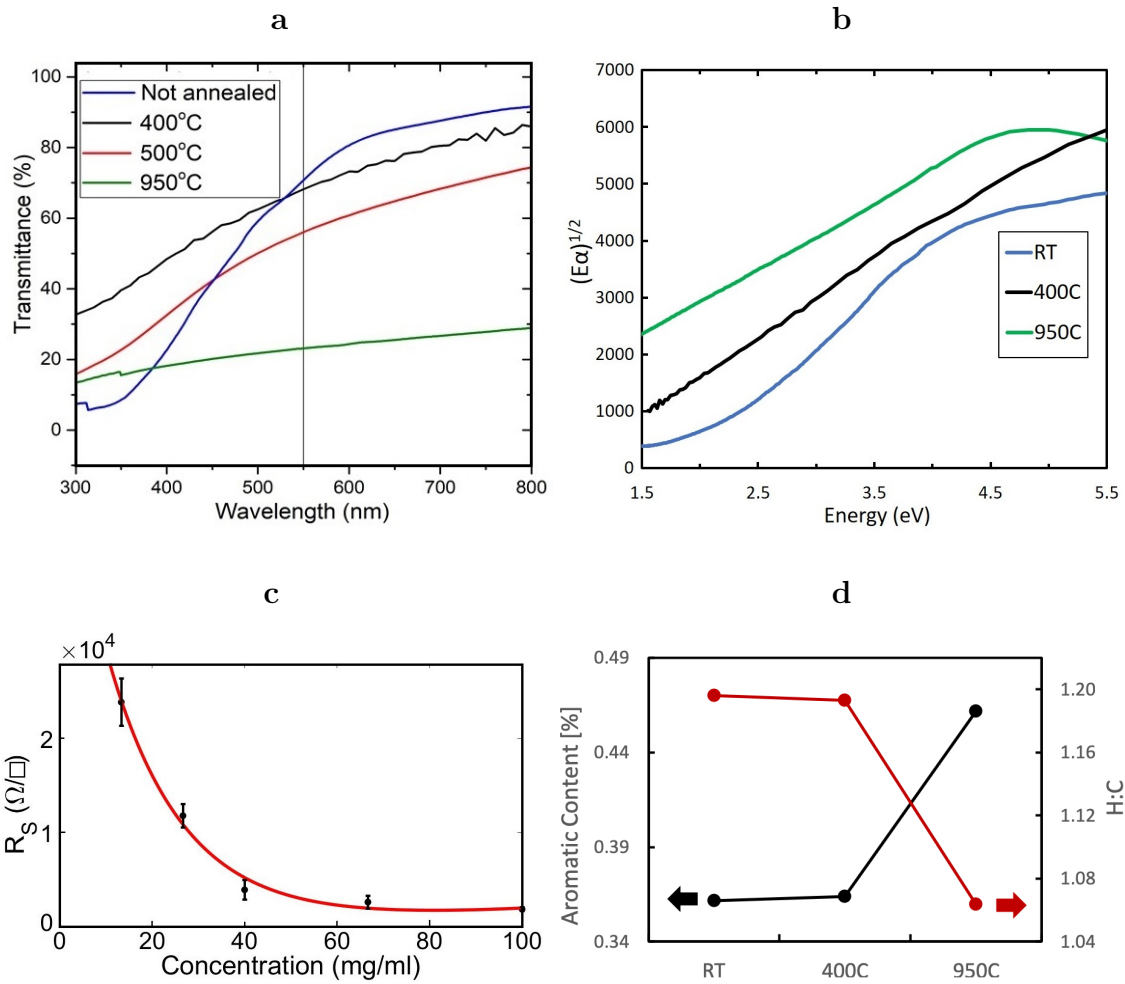 a
100
80
60
40
20
0
Transmittance (%)
Not annealed
400°C
500°C
950°C
300 400 500 600 700 800
Wavelength (nm)
b
7000
6000
5000
4000
3000
2000
1000
0
(Eα)1/2
RT
400C
950C
1.5 2.5 3.5 4.5 5.5
Energy (eV)
c
×10⁴
2
1
0
RS (Ω/□)
0 20 40 60 80 100
Concentration (mg/ml)
d
0.49
0.44
0.39
0.34
Aromatic Content [%]
1.20
1.16
1.12
1.08
1.04
H:C
RT 400C 950C